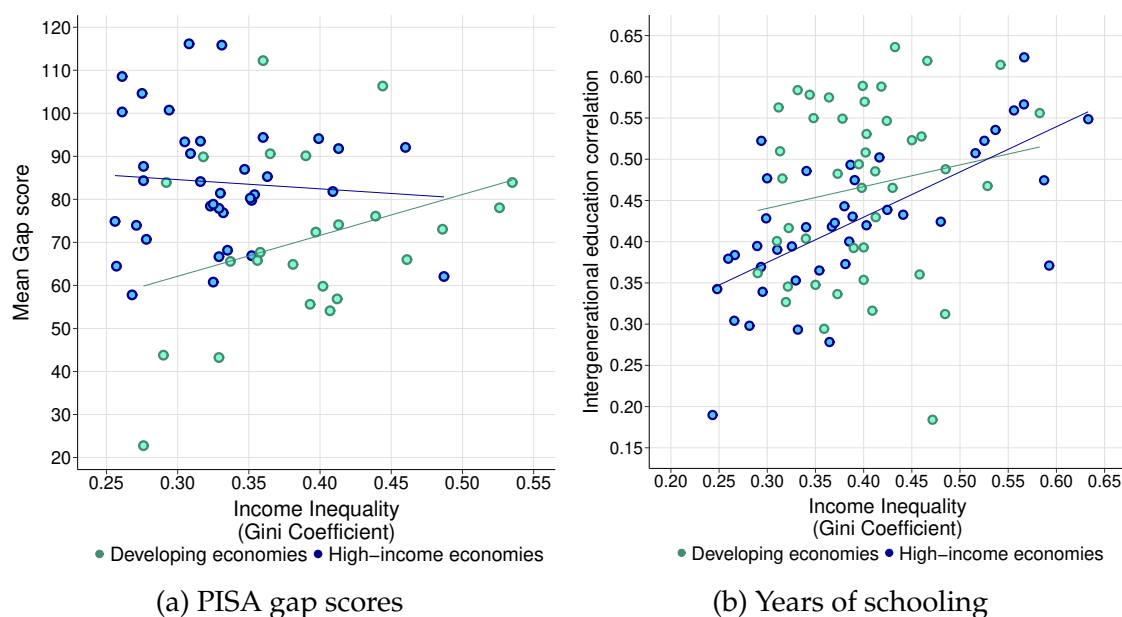 Mean Gap score
120
110
100
90
80
70
60
50
40
30
20
0.25 0.30 0.35 0.40 0.45 0.50 0.55
Income Inequality
(Gini Coefficient)
Developing economies High−income economies
(a) PISA gap scores
Intergenerational education correlation
0.65
0.60
0.55
0.50
0.45
0.40
0.35
0.30
0.25
0.20
0.15
0.20 0.25 0.30 0.35 0.40 0.45 0.50 0.55 0.60 0.65
Income Inequality
(Gini Coefficient)
Developing economies High−income economies
(b) Years of schooling